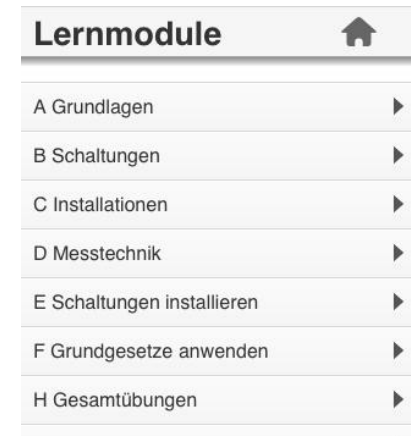 Lernmodule
A Grundlagen
B Schaltungen
C Installationen
D Messtechnik
E Schaltungen installieren
F Grundgesetze anwenden
H Gesamtübungen